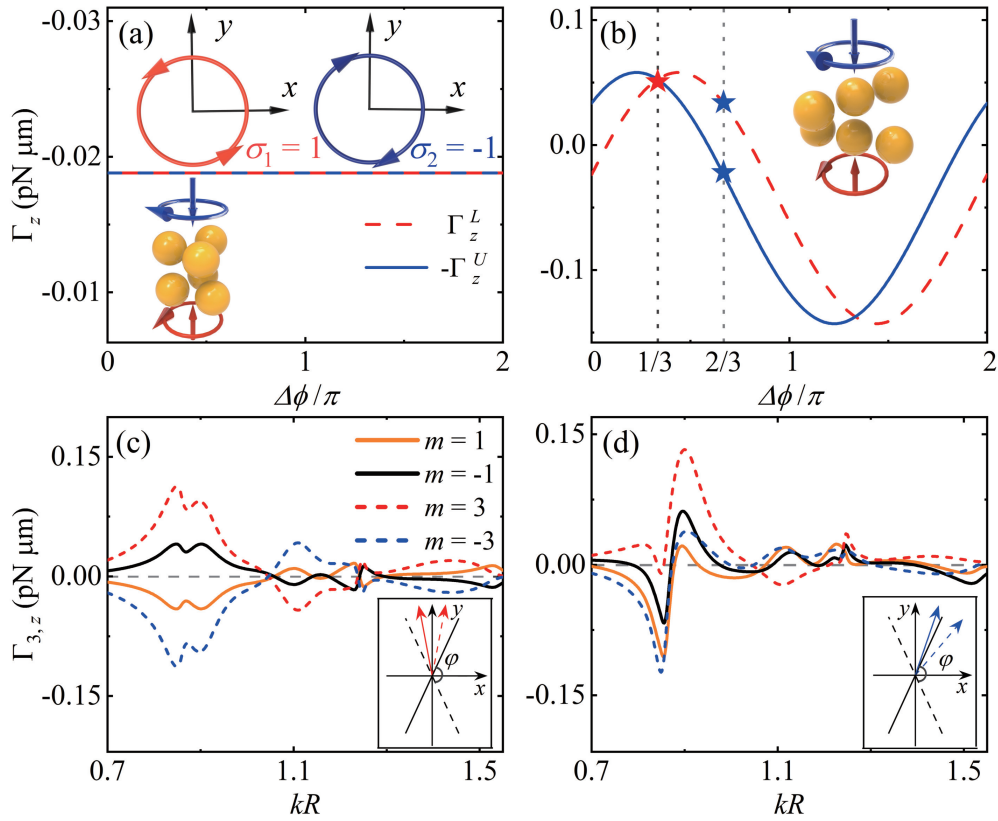 (a)
-0.03
-0.02
-0.01
Γz (pN μm)
y
x
σ1 = 1
y
x
σ2 = -1
ΓzL
-ΓzU
0
1
2
Δϕ/π
(b)
0.1
0.0
-0.1
0
1/3
2/3
1
2
Δϕ/π
(c)
0.15
0.00
-0.15
Γ3,z (pN μm)
m = 1
m = -1
m = 3
m = -3
y
φ
x
0.7
1.1
1.5
kR
(d)
0.15
0.00
-0.15
y
φ
x
0.7
1.1
1.5
kR